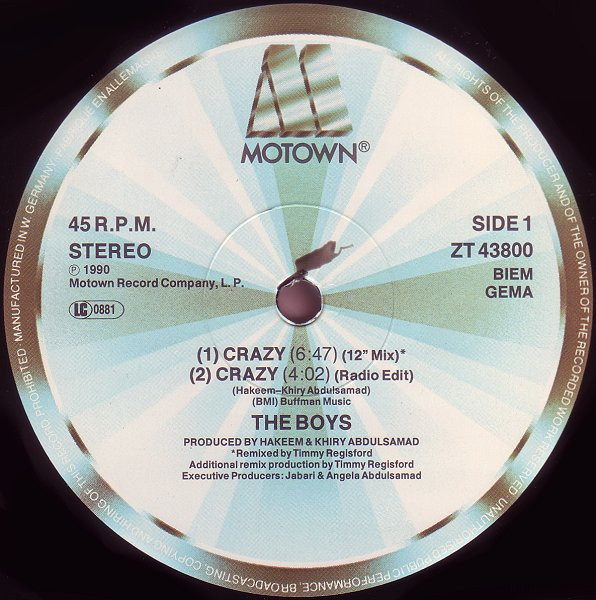 MOTOWN®
45 R.P.M.
STEREO
Ⓟ 1990
Motown Record Company, L.P.
LC 0881
SIDE 1
ZT 43800
BIEM
GEMA
(1) CRAZY (6:47) (12" Mix)*
(2) CRAZY (4:02) (Radio Edit)
(Hakeem–Khiry Abdulsamad)
(BMI) Buffman Music
THE BOYS
PRODUCED BY HAKEEM & KHIRY ABDULSAMAD
*Remixed by Timmy Regisford
Additional remix production by Timmy Regisford
Executive Producers: Jabari & Angela Abdulsamad
ALL RIGHTS OF THE PRODUCER AND OF THE OWNER OF THE RECORDED WORK RESERVED · UNAUTHORISED PUBLIC PERFORMANCE, BROADCASTING, COPYING AND HIRING OF THIS RECORD PROHIBITED · MANUFACTURED IN W. GERMANY · EN ALLEMAGNE